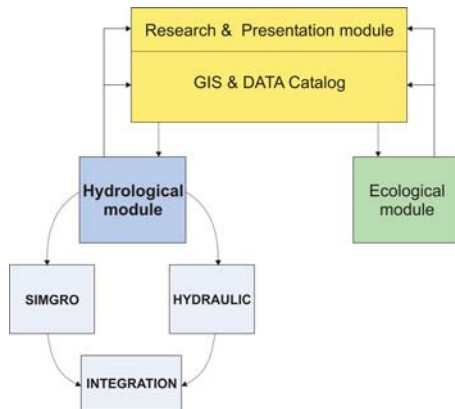 Research & Presentation module
GIS & DATA Catalog
Hydrological
module
Ecological
module
SIMGRO
HYDRAULIC
INTEGRATION